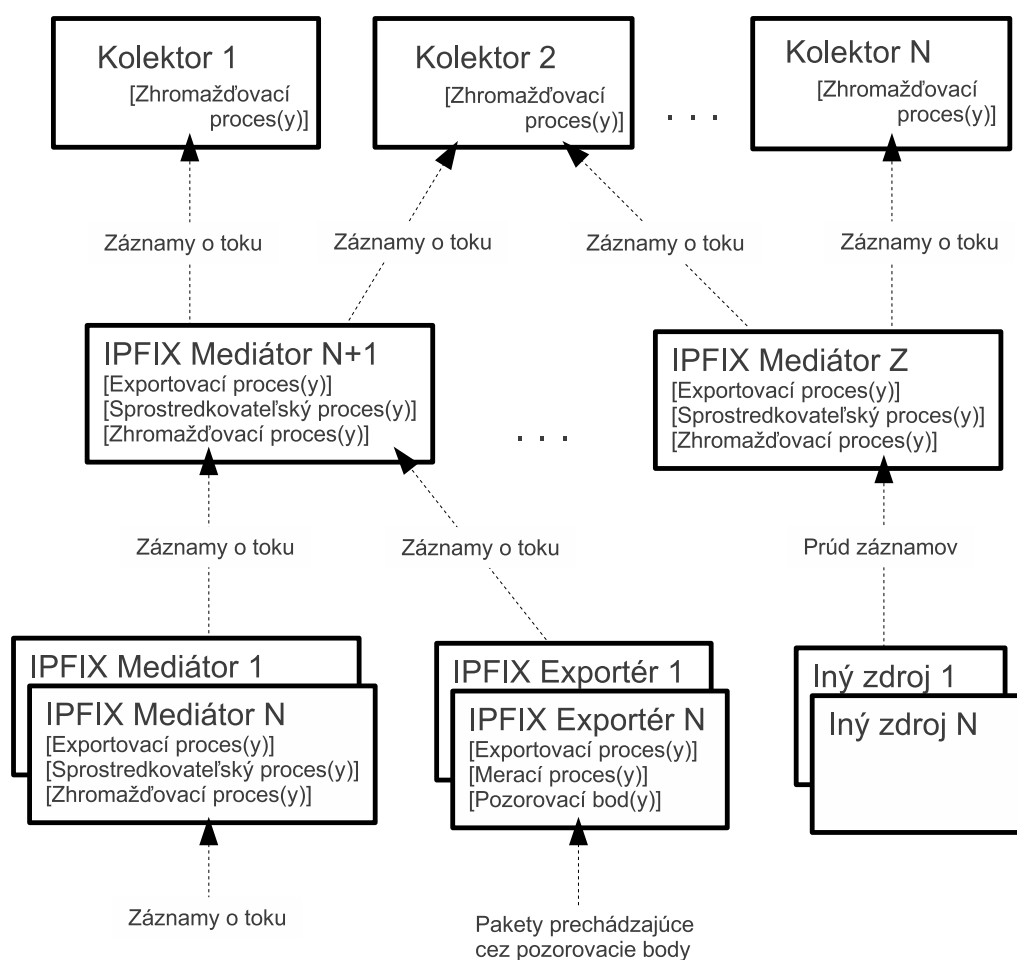 Kolektor 1
[Zhromažďovací
proces(y)]
Kolektor 2
[Zhromažďovací
proces(y)]
. . .
Kolektor N
[Zhromažďovací
proces(y)]
Záznamy o toku
Záznamy o toku
Záznamy o toku
Záznamy o toku
IPFIX Mediátor N+1
[Exportovací proces(y)]
[Sprostredkovateľský proces(y)]
[Zhromažďovací proces(y)]
. . .
IPFIX Mediátor Z
[Exportovací proces(y)]
[Sprostredkovateľský proces(y)]
[Zhromažďovací proces(y)]
Záznamy o toku
Záznamy o toku
Prúd záznamov
IPFIX Mediátor 1
IPFIX Mediátor N
[Exportovací proces(y)]
[Sprostredkovateľský proces(y)]
[Zhromažďovací proces(y)]
IPFIX Exportér 1
IPFIX Exportér N
[Exportovací proces(y)]
[Merací proces(y)]
[Pozorovací bod(y)]
Iný zdroj 1
Iný zdroj N
Záznamy o toku
Pakety prechádzajúce
cez pozorovacie body